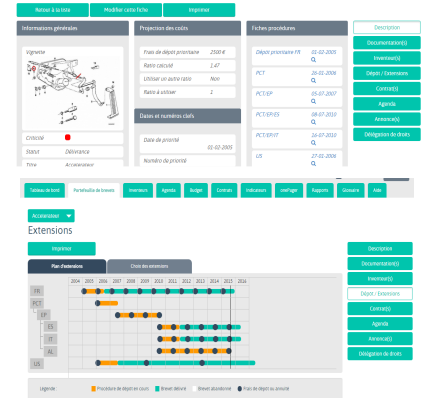 Retour à la liste
Modifier cette fiche
Imprimer
Informations générales
Vignette
Criticité
Statut Délivrance
Titre Accelerateur
Projection des coûts
Frais de dépôt prioritaire 2500 €
Ratio calculé 1.47
Utiliser un autre ratio Non
Ratio à utiliser 1
Dates et numéros clefs
Date de priorité
01-02-2005
Numéro de priorité
Fiches procédures
Dépôt prioritaire FR 01-02-2005
PCT 26-01-2006
PCT/EP 05-07-2007
PCT/EP/ES 08-07-2010
PCT/EP/IT 16-07-2010
US 27-01-2006
Description
Documentation(s)
Inventeur(s)
Dépôt / Extensions
Contrat(s)
Agenda
Annonce(s)
Délégation de droits
Tableau de bord
Portefeuille de brevets
Inventeurs
Agenda
Budget
Contrats
Indicateurs
onePager
Rapports
Glossaire
Aide
Accelerateur
Extensions
Imprimer
Plan d'extensions
Choix des extensions
2004 2005 2006 2007 2008 2009 2010 2011 2012 2013 2014 2015 2016
FR
PCT
EP
ES
IT
AL
US
Légende :
Procédure de dépôt en cours
Brevet délivré
Brevet abandonné
Frais de dépôt ou annuité
Description
Documentation(s)
Inventeur(s)
Dépôt / Extensions
Contrat(s)
Agenda
Annonce(s)
Délégation de droits